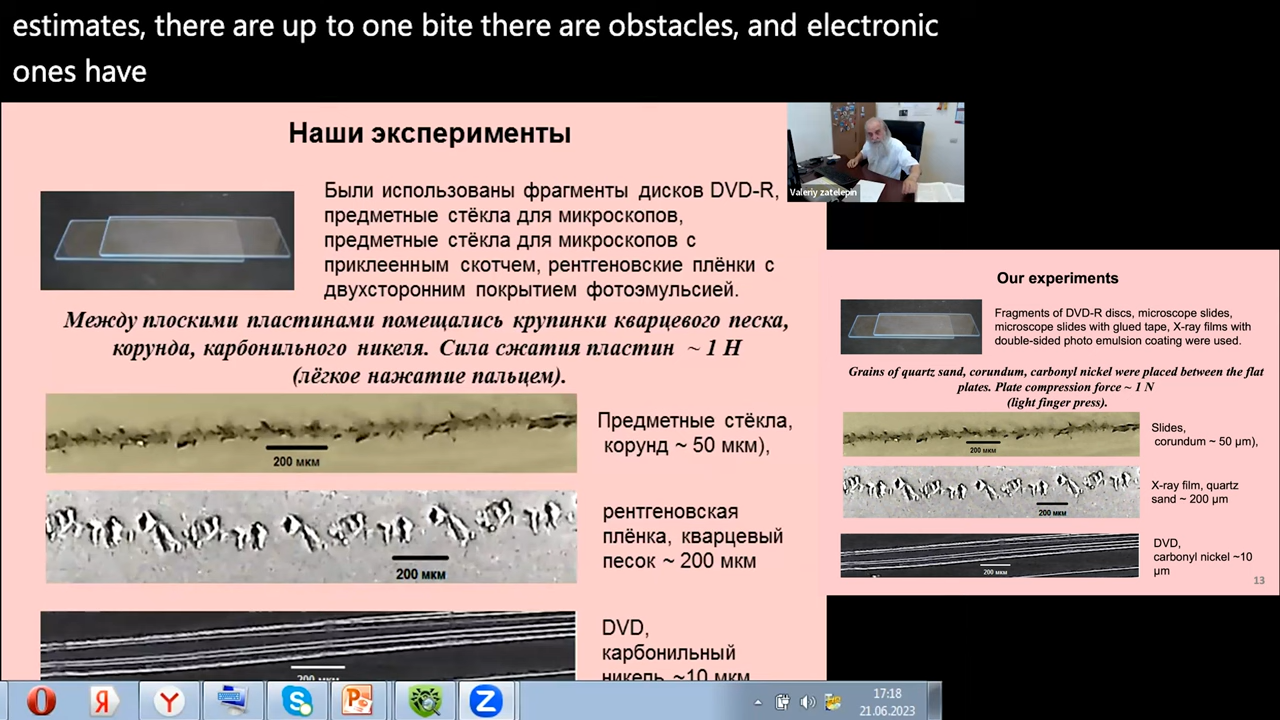 estimates, there are up to one bite there are obstacles, and electronic
ones have
Наши эксперименты
Были использованы фрагменты дисков DVD-R,
предметные стёкла для микроскопов,
предметные стёкла для микроскопов с
приклеенным скотчем, рентгеновские плёнки с
двухсторонним покрытием фотоэмульсией.
Между плоскими пластинами помещались крупинки кварцевого песка,
корунда, карбонильного никеля. Сила сжатия пластин ~ 1 Н
(лёгкое нажатие пальцем).
200 мкм
Предметные стёкла,
корунд ~ 50 мкм),
200 мкм
рентгеновская
плёнка, кварцевый
песок ~ 200 мкм
DVD,
карбонильный
никель ~10 мкм
200 мкм
Valeriy zatelepin
Our experiments
Fragments of DVD-R discs, microscope slides,
microscope slides with glued tape, X-ray films with
double-sided photo emulsion coating were used.
Grains of quartz sand, corundum, carbonyl nickel were placed between the flat
plates. Plate compression force ~ 1 N
(light finger press).
200 мкм
Slides,
corundum ~ 50 μm),
200 мкм
X-ray film, quartz
sand ~ 200 μm
200 мкм
DVD,
carbonyl nickel ~10
μm
13
17:18
21.06.2023